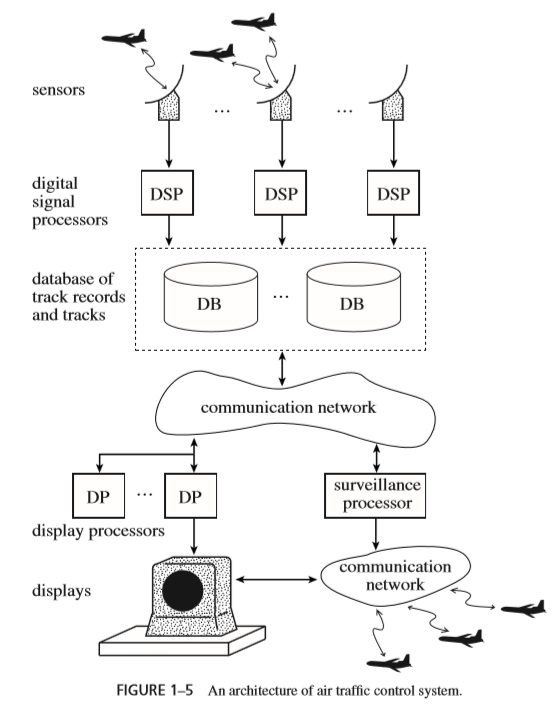 sensors
...
...
digital
signal
processors
DSP
DSP
DSP
database of
track records
and tracks
DB
...
DB
communication network
DP
...
DP
surveillance
processor
display processors
displays
communication
network
FIGURE 1–5 An architecture of air traffic control system.